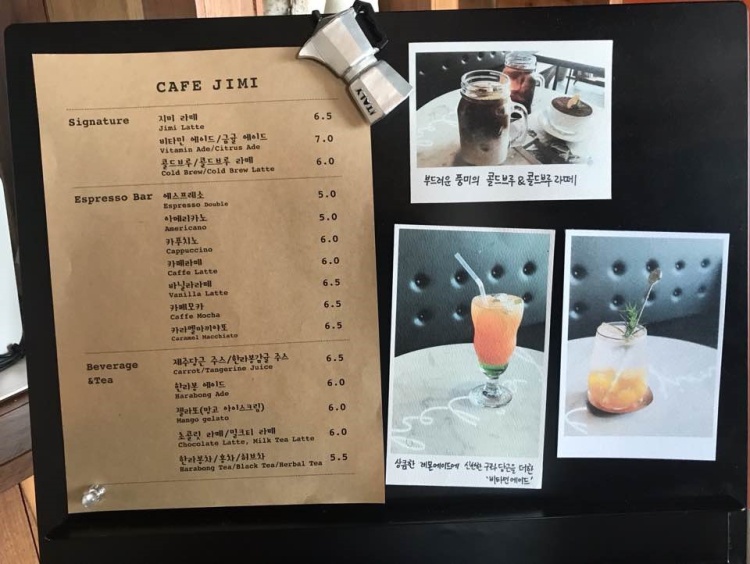 CAFE JIMI
Signature
지미 라떼 6.5
Jimi Latte
비타민 에이드/금귤 에이드 7.0
Vitamin Ade/Citrus Ade
콜드브루/콜드브루 라떼 6.0
Cold Brew/Cold Brew Latte
Espresso Bar
에스프레소 5.0
Espresso Double
아메리카노 5.0
Americano
카푸치노 6.0
Cappuccino
카페라떼 6.0
Caffe Latte
바닐라라떼 6.5
Vanilla Latte
카페모카 6.5
Caffe Mocha
카라멜마끼아또 6.5
Caramel Macchiato
Beverage
&Tea
제주당근 주스/한라봉감귤 주스 6.5
Carrot/Tangerine Juice
한라봉 에이드 6.0
Harabong Ade
젤라또(망고 아이스크림) 6.0
Mango gelato
초콜릿 라떼/밀크티 라떼 6.0
Chocolate Latte, Milk Tea Latte
한라봉차/홍차/허브차 5.5
Harabong Tea/Black Tea/Herbal Tea
ITALY
부드러운 풍미의 콜드브루&콜드브루 라떼
상큼한 레몬에이드에 신선한 구좌 당근을 더한
'비타민에이드'